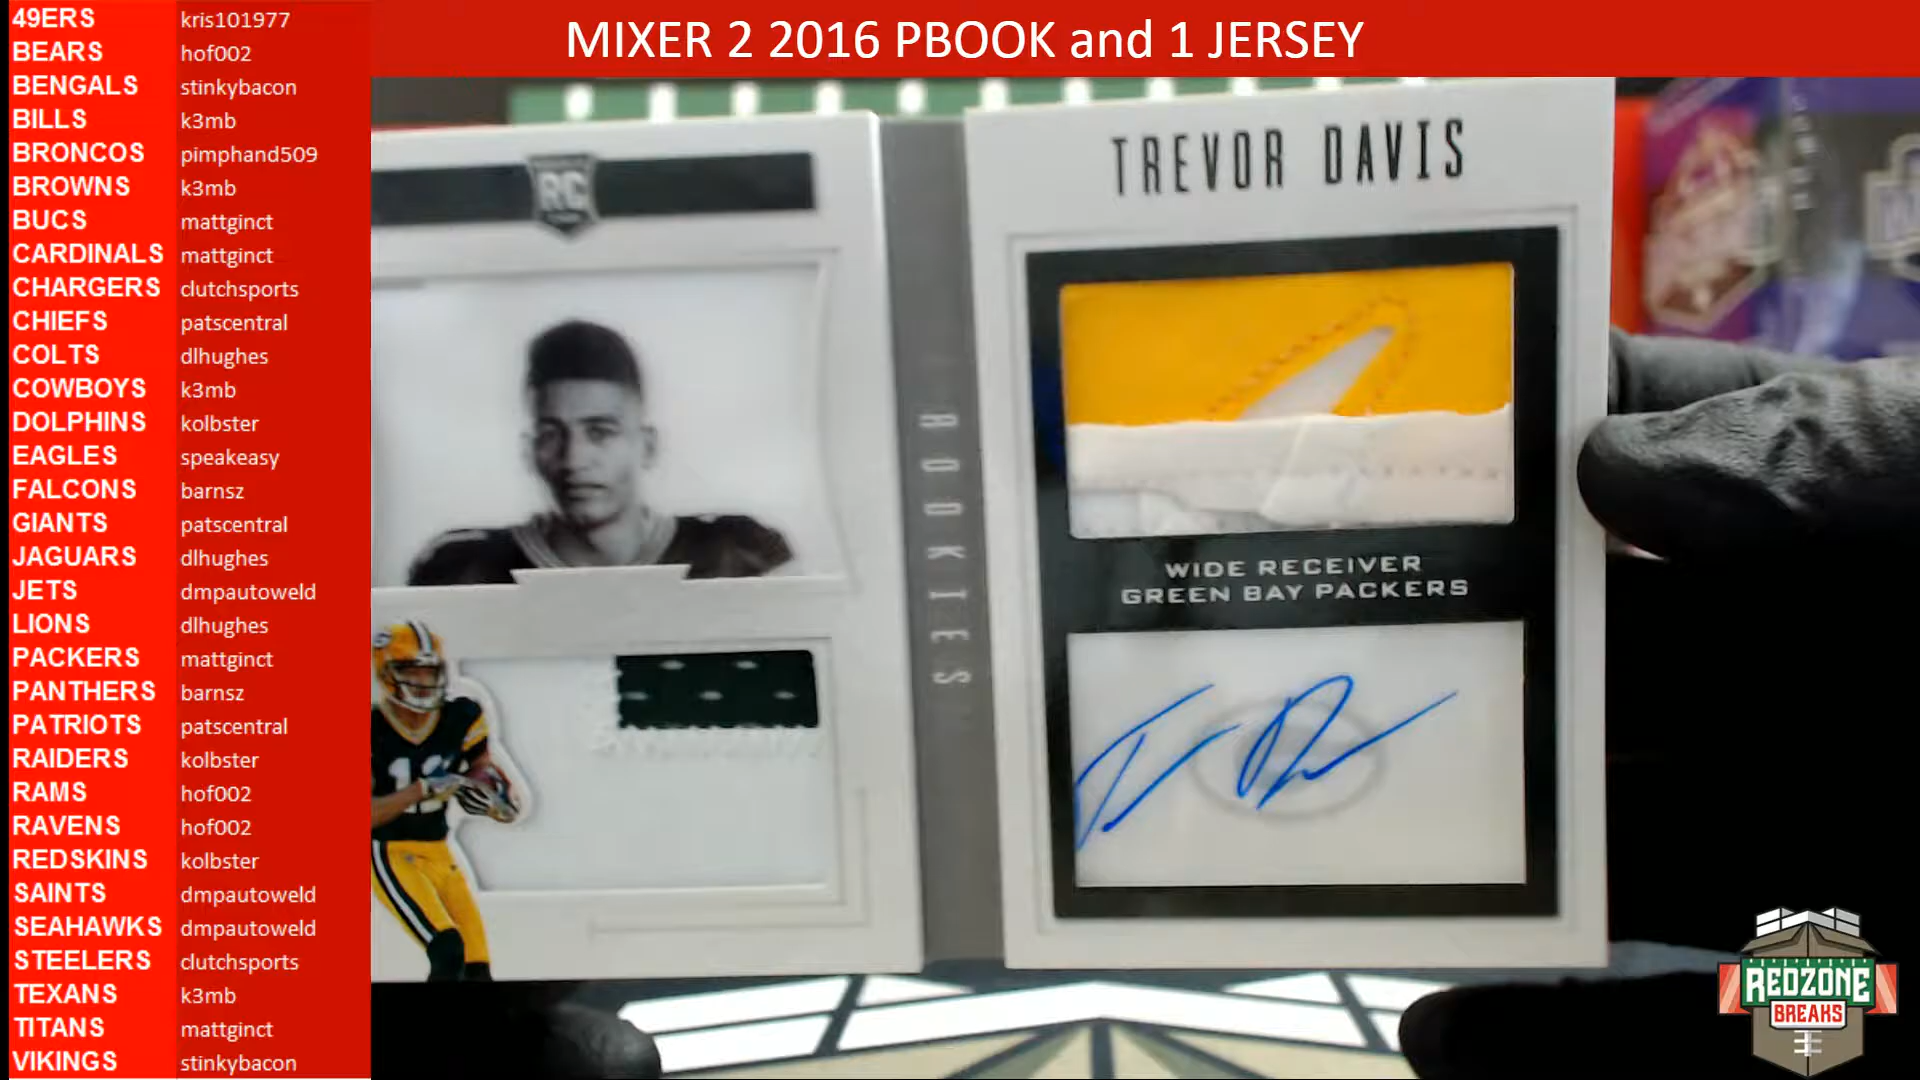 MIXER 2 2016 PBOOK and 1 JERSEY
49ERS kris101977
BEARS hof002
BENGALS stinkybacon
BILLS k3mb
BRONCOS pimphand509
BROWNS k3mb
BUCS mattginct
CARDINALS mattginct
CHARGERS clutchsports
CHIEFS patscentral
COLTS dlhughes
COWBOYS k3mb
DOLPHINS kolbster
EAGLES speakeasy
FALCONS barnsz
GIANTS patscentral
JAGUARS dlhughes
JETS dmpautoweld
LIONS dlhughes
PACKERS mattginct
PANTHERS barnsz
PATRIOTS patscentral
RAIDERS kolbster
RAMS hof002
RAVENS hof002
REDSKINS kolbster
SAINTS dmpautoweld
SEAHAWKS dmpautoweld
STEELERS clutchsports
TEXANS k3mb
TITANS mattginct
VIKINGS stinkybacon
RC
ROOKIES
TREVOR DAVIS
WIDE RECEIVER
GREEN BAY PACKERS
REDZONE
BREAKS